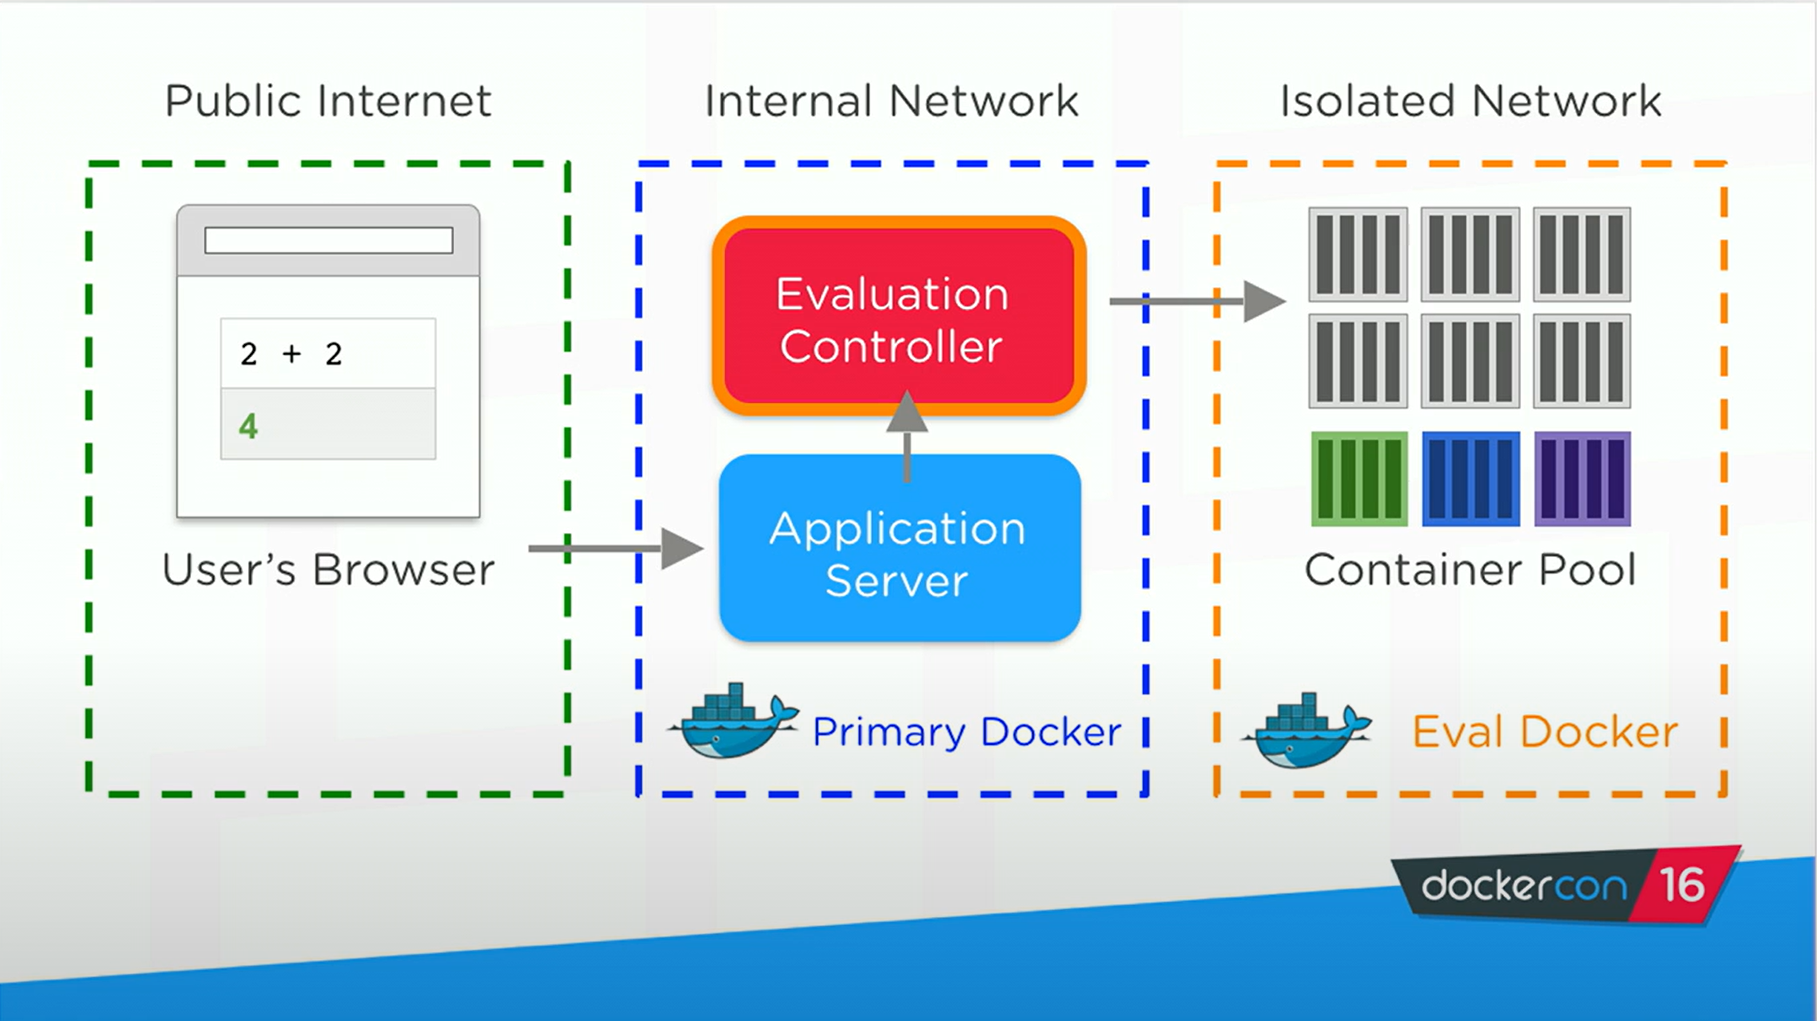 Public Internet
Internal Network
Isolated Network
2 + 2
4
User's Browser
Evaluation
Controller
Application
Server
Primary Docker
Container Pool
Eval Docker
dockercon 16